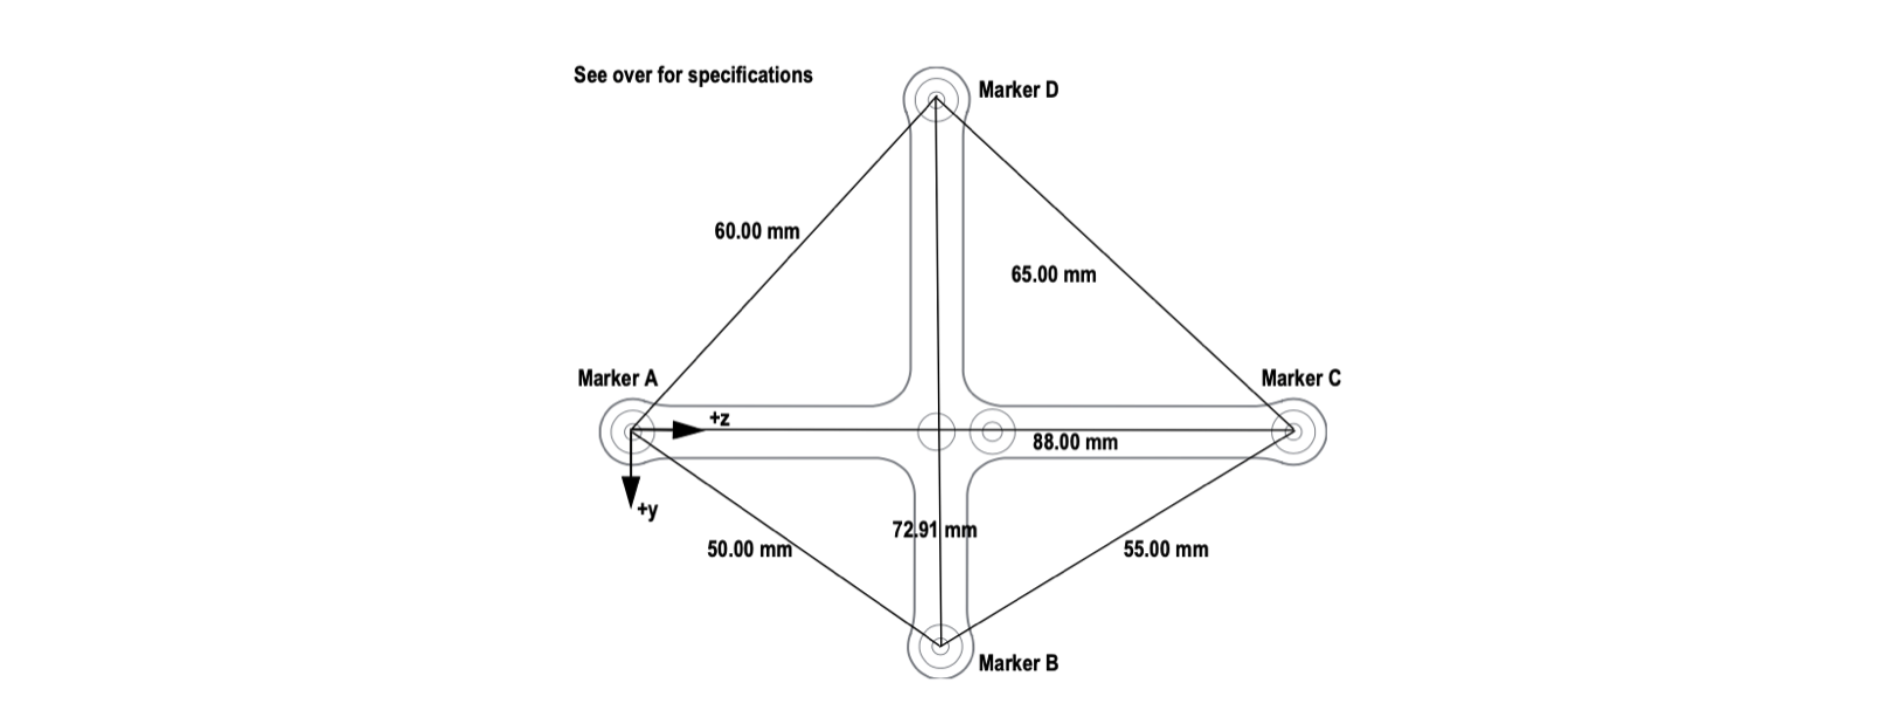 See over for specifications
Marker D
60.00 mm
65.00 mm
Marker A
Marker C
+z
88.00 mm
+y
72.91 mm
50.00 mm
55.00 mm
Marker B